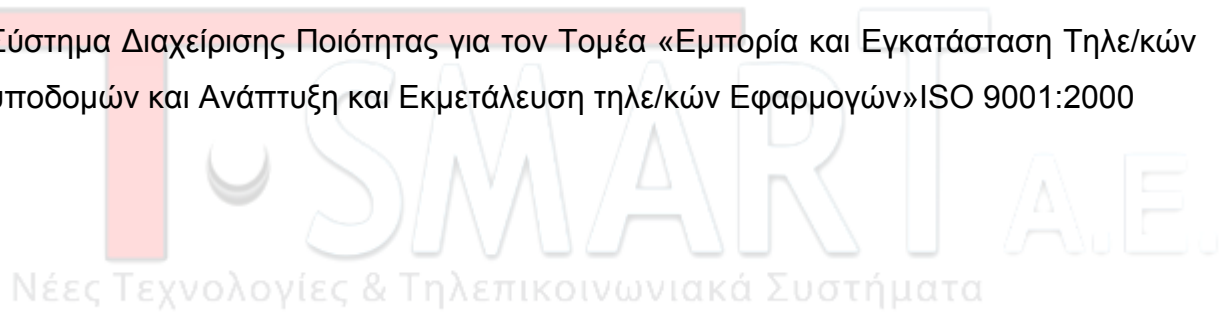 Σύστημα Διαχείρισης Ποιότητας για τον Τομέα «Εμπορία και Εγκατάσταση Τηλε/κών
υποδομών και Ανάπτυξη και Εκμετάλευση τηλε/κών Εφαρμογών»ISO 9001:2000
T-SMART A.E.
Νέες Τεχνολογίες & Τηλεπικοινωνιακά Συστήματα